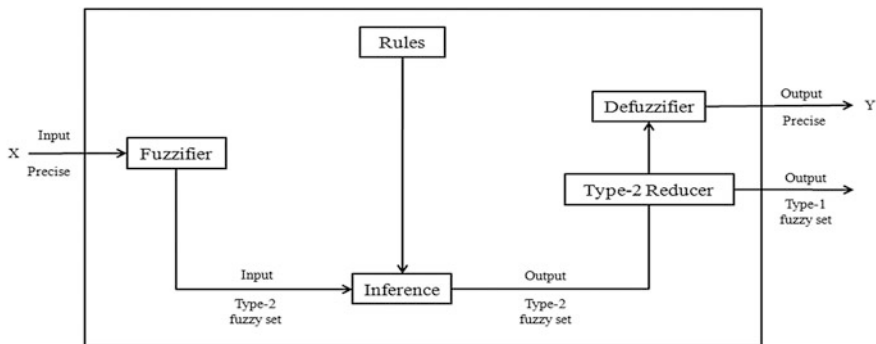 Rules
Defuzzifier
Output
Precise
Y
X
Input
Precise
Fuzzifier
Type-2 Reducer
Output
Type-1
fuzzy set
Input
Type-2
fuzzy set
Inference
Output
Type-2
fuzzy set